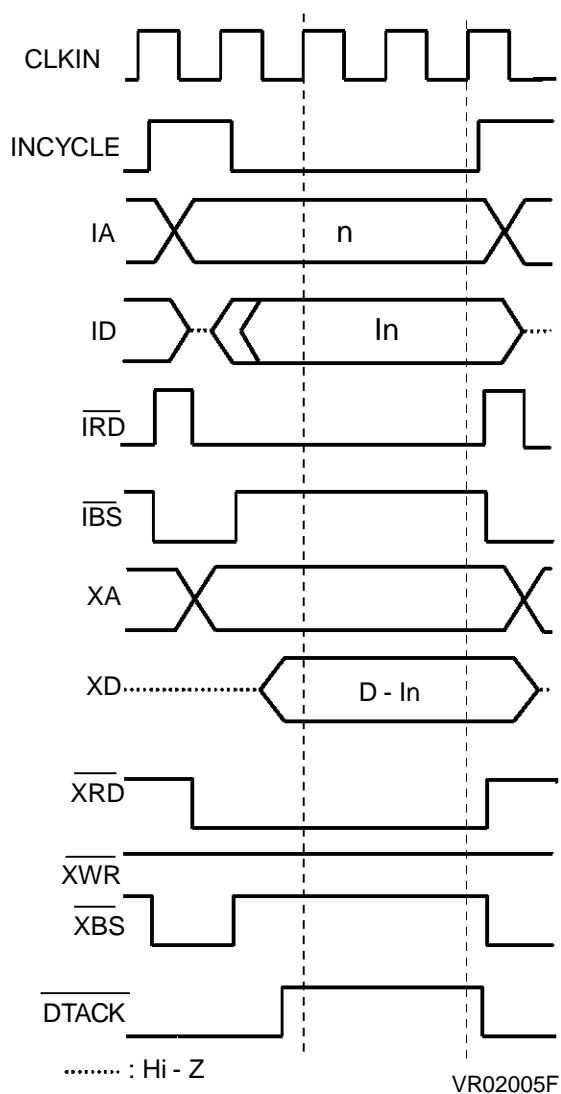 CLKIN
INCYCLE
IA
n
ID
In
IRD
IBS
XA
XD
D - In
XRD
XWR
XBS
DTACK
: Hi - Z
VR02005F